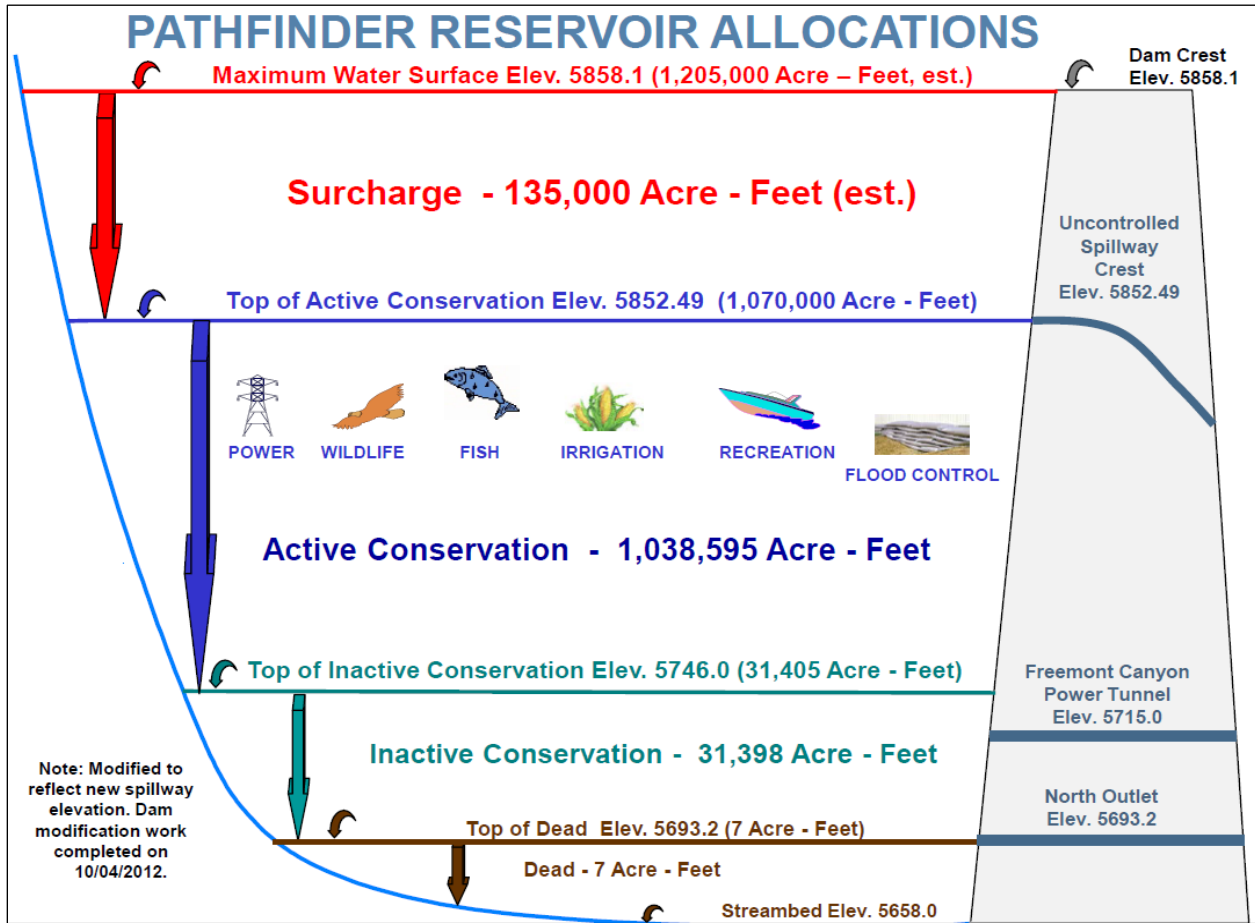 PATHFINDER RESERVOIR ALLOCATIONS
Maximum Water Surface Elev. 5858.1 (1,205,000 Acre – Feet, est.)
Dam Crest
Elev. 5858.1
Surcharge - 135,000 Acre - Feet (est.)
Uncontrolled
Spillway
Crest
Elev. 5852.49
Top of Active Conservation Elev. 5852.49 (1,070,000 Acre - Feet)
POWER
WILDLIFE
FISH
IRRIGATION
RECREATION
FLOOD CONTROL
Active Conservation - 1,038,595 Acre - Feet
Top of Inactive Conservation Elev. 5746.0 (31,405 Acre - Feet)
Freemont Canyon
Power Tunnel
Elev. 5715.0
Inactive Conservation - 31,398 Acre - Feet
Note: Modified to
reflect new spillway
elevation. Dam
modification work
completed on
10/04/2012.
North Outlet
Elev. 5693.2
Top of Dead Elev. 5693.2 (7 Acre - Feet)
Dead - 7 Acre - Feet
Streambed Elev. 5658.0